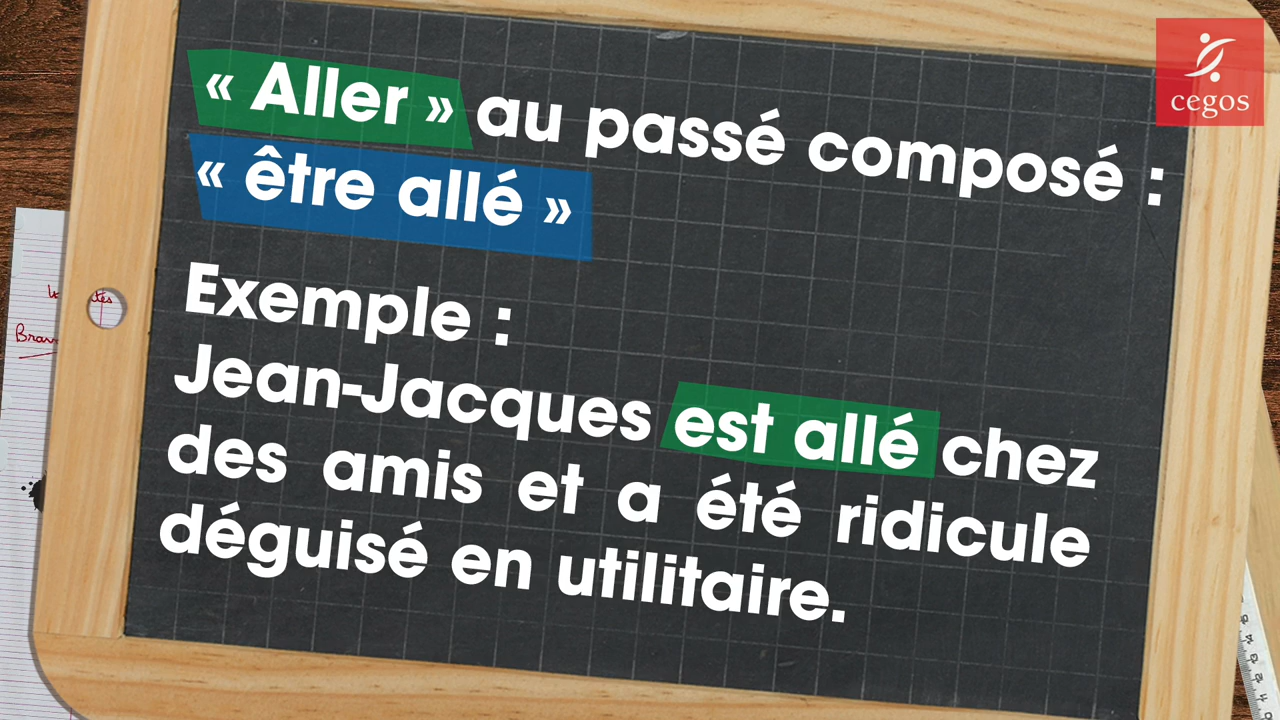 « Aller » au passé composé :
« être allé »
Exemple :
Jean-Jacques est allé chez
des amis et a été ridicule
déguisé en utilitaire.
cegos